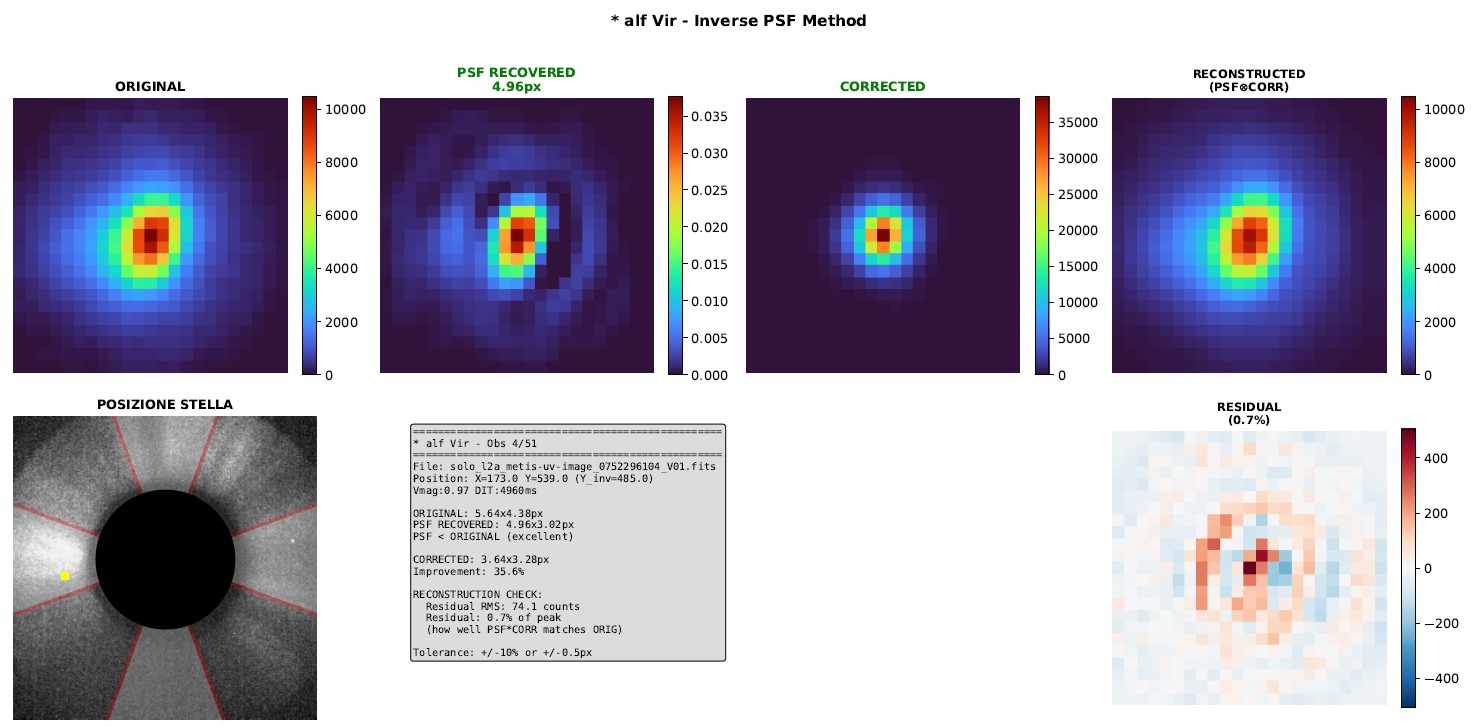 * alf Vir - Inverse PSF Method
ORIGINAL
PSF RECOVERED
4.96px
CORRECTED
RECONSTRUCTED
(PSF⊗CORR)
10000
8000
6000
4000
2000
0
0.035
0.030
0.025
0.020
0.015
0.010
0.005
0.000
35000
30000
25000
20000
15000
10000
5000
0
10000
8000
6000
4000
2000
0
POSIZIONE STELLA
==================================================
* alf Vir - Obs 4/51
==================================================
File: solo_l2a_metis-uv-image_0752296104_V01.fits
Position: X=173.0 Y=539.0 (Y_inv=485.0)
Vmag:0.97 DIT:4960ms
ORIGINAL: 5.64x4.38px
PSF RECOVERED: 4.96x3.02px
PSF < ORIGINAL (excellent)
CORRECTED: 3.64x3.28px
Improvement: 35.6%
RECONSTRUCTION CHECK:
Residual RMS: 74.1 counts
Residual: 0.7% of peak
(how well PSF*CORR matches ORIG)
Tolerance: +/-10% or +/-0.5px
RESIDUAL
(0.7%)
400
200
0
−200
−400